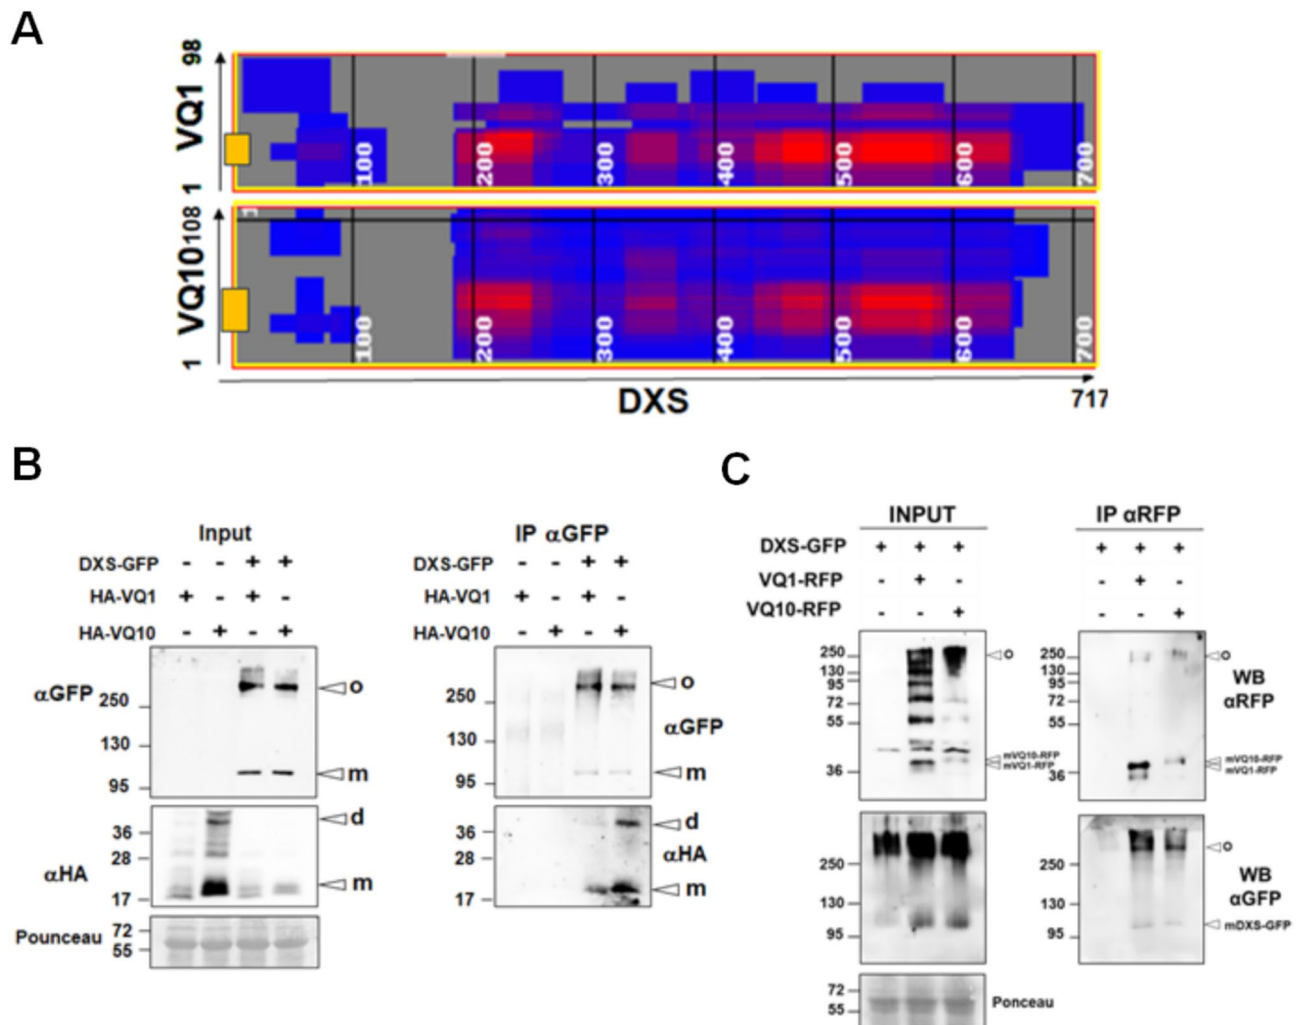 A
VQ1
1
98
100
200
300
400
500
600
700
VQ10
1
108
1
100
200
300
400
500
600
700
DXS
717
B
Input
DXS-GFP - - + +
HA-VQ1 + - + -
HA-VQ10 - + - +
αGFP
250
130
95
o
m
αHA
36
28
17
d
m
Pounceau
72
55
IP αGFP
DXS-GFP - - + +
HA-VQ1 + - + -
HA-VQ10 - + - +
250
130
95
o
αGFP
m
36
28
17
d
αHA
m
C
INPUT
DXS-GFP + + +
VQ1-RFP - + -
VQ10-RFP - - +
250
130
95
72
55
36
o
mVQ10-RFP
mVQ1-RFP
250
130
95
72
55
Ponceau
IP αRFP
+ + +
- + -
- - +
250
130
95
72
55
36
o
WB
αRFP
mVQ10-RFP
mVQ1-RFP
250
130
95
o
WB
αGFP
mDXS-GFP